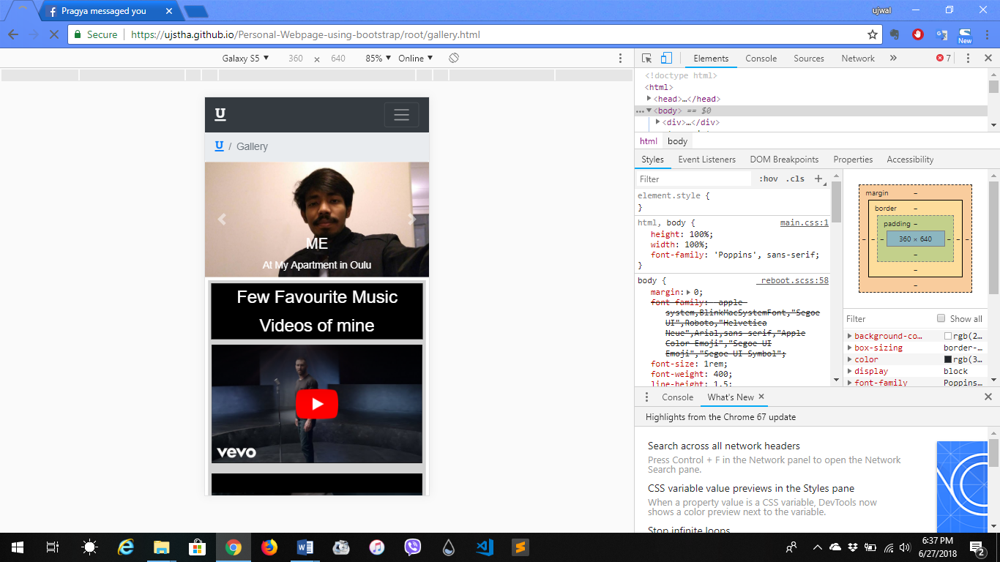 Pragya messaged you
ujwal
Secure
https://ujstha.github.io/Personal-Webpage-using-bootstrap/root/gallery.html
New
Galaxy S5 ▼ 360 × 640 85% ▼ Online ▼
Elements Console Sources Network » 7
<!doctype html>
<html>
<head>…</head>
…<body> == $0
<div>…</div>
html body
Styles Event Listeners DOM Breakpoints Properties Accessibility
Filter :hov .cls +
element.style {
}
html, body { main.css:1
height: 100%;
width: 100%;
font-family: 'Poppins', sans-serif;
}
body { _reboot.scss:58
margin: 0;
font-family: -apple-
system,BlinkMacSystemFont,"Segoe
UI",Roboto,"Helvetica
Neue",Arial,sans-serif,"Apple
Color Emoji","Segoe UI
Emoji","Segoe UI Symbol";
font-size: 1rem;
font-weight: 400;
line-height: 1.5;
margin –
border –
padding –
– – – 360 × 640 – – –
–
–
–
Filter Show all
background-co… rgb(2…
box-sizing border-…
color rgb(3…
display block
font-family Poppins…
U
U / Gallery
ME
At My Apartment in Oulu
Few Favourite Music
Videos of mine
vevo
Console What's New
Highlights from the Chrome 67 update
Search across all network headers
Press Control + F in the Network panel to open the Network
Search pane.
CSS variable value previews in the Styles pane
When a property value is a CSS variable, DevTools now
shows a color preview next to the variable.
Stop infinite loops
6:37 PM
6/27/2018
2